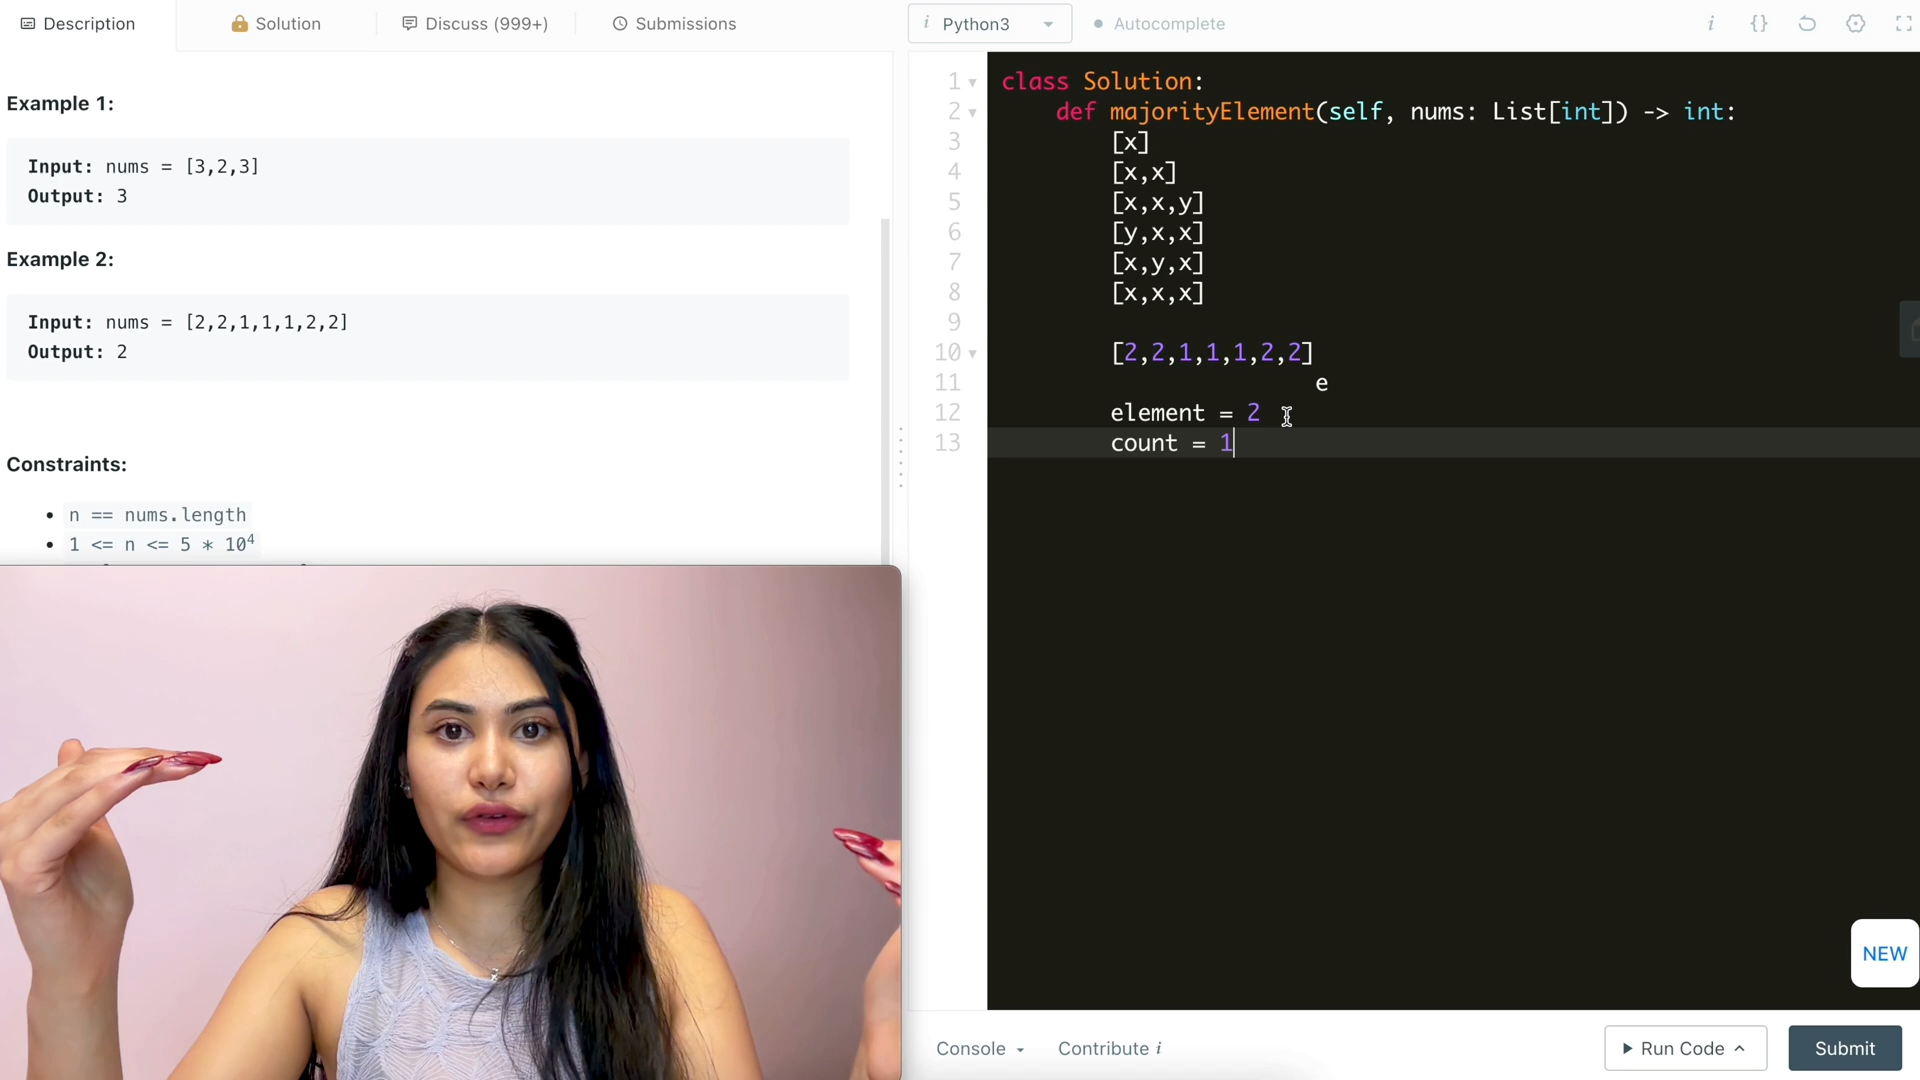 Description
Solution
Discuss (999+)
Submissions
i Python3
Autocomplete
i {}
Example 1:
Input: nums = [3,2,3]
Output: 3
Example 2:
Input: nums = [2,2,1,1,1,2,2]
Output: 2
Constraints:
n == nums.length
1 <= n <= 5 * 10⁴
1 class Solution:
2 def majorityElement(self, nums: List[int]) -> int:
3 [x]
4 [x,x]
5 [x,x,y]
6 [y,x,x]
7 [x,y,x]
8 [x,x,x]
9
10 [2,2,1,1,1,2,2]
11 e
12 element = 2
13 count = 1
NEW
Console
Contribute i
Run Code
Submit